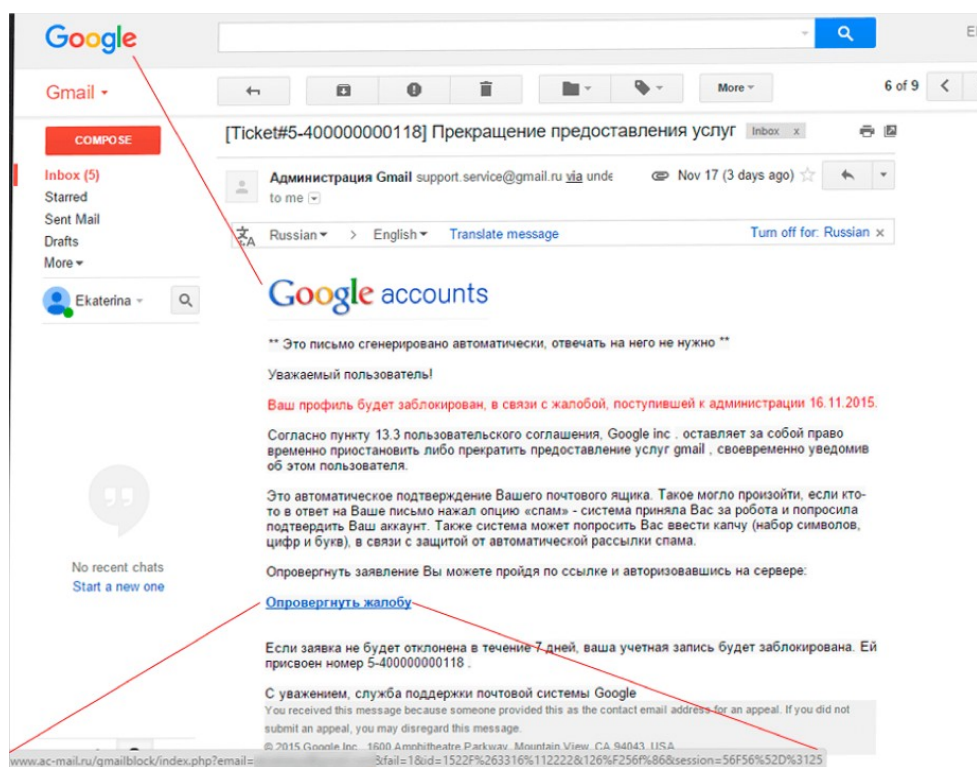 Google
El
Gmail
More
6 of 9
COMPOSE
[Ticket#5-400000000118] Прекращение предоставления услуг Inbox x
Inbox (5)
Starred
Sent Mail
Drafts
More
Администрация Gmail support.service@gmail.ru via unde Nov 17 (3 days ago)
to me
Russian > English Translate message Turn off for: Russian x
Ekaterina
Google accounts
** Это письмо сгенерировано автоматически, отвечать на него не нужно **
Уважаемый пользователь!
Ваш профиль будет заблокирован, в связи с жалобой, поступившей к администрации 16.11.2015.
Согласно пункту 13.3 пользовательского соглашения, Google inc . оставляет за собой право
временно приостановить либо прекратить предоставление услуг gmail , своевременно уведомив
об этом пользователя.
Это автоматическое подтверждение Вашего почтового ящика. Такое могло произойти, если кто-
то в ответ на Ваше письмо нажал опцию «спам» - система приняла Вас за робота и попросила
подтвердить Ваш аккаунт. Также система может попросить Вас ввести капчу (набор символов,
цифр и букв), в связи с защитой от автоматической рассылки спама.
No recent chats
Start a new one
Опровергнуть заявление Вы можете пройдя по ссылке и авторизовавшись на сервере:
Опровергнуть жалобу
Если заявка не будет отклонена в течение 7 дней, ваша учетная запись будет заблокирована. Ей
присвоен номер 5-400000000118 .
С уважением, служба поддержки почтовой системы Google
You received this message because someone provided this as the contact email address for an appeal. If you did not
submit an appeal, you may disregard this message.
© 2015 Google Inc., 1600 Amphitheatre Parkway, Mountain View, CA 94043, USA
www.ac-mail.ru/gmailblock/index.php?email= &fail=1&id=1522F%263316%112222&126%F256f%86&session=56F56%52D%3125